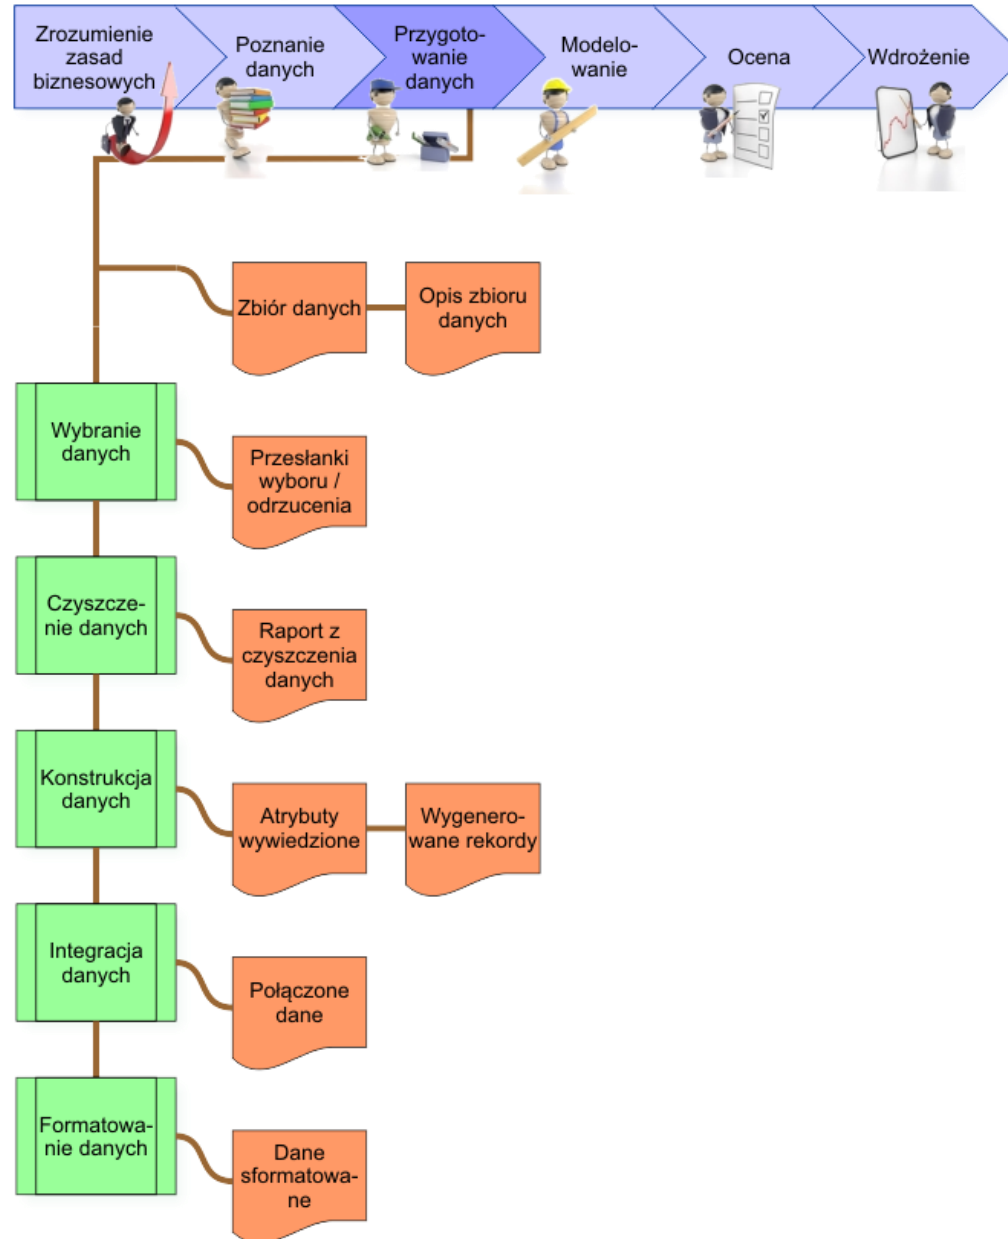 Zrozumienie
zasad
biznesowych
Poznanie
danych
Przygoto-
wanie
danych
Modelo-
wanie
Ocena
Wdrożenie
Zbiór danych
Opis zbioru
danych
Wybranie
danych
Przesłanki
wyboru /
odrzucenia
Czyszcze-
nie danych
Raport z
czyszczenia
danych
Konstrukcja
danych
Atrybuty
wywiedzione
Wygenero-
wane rekordy
Integracja
danych
Połączone
dane
Formatowa-
nie danych
Dane
sformatowa-
ne